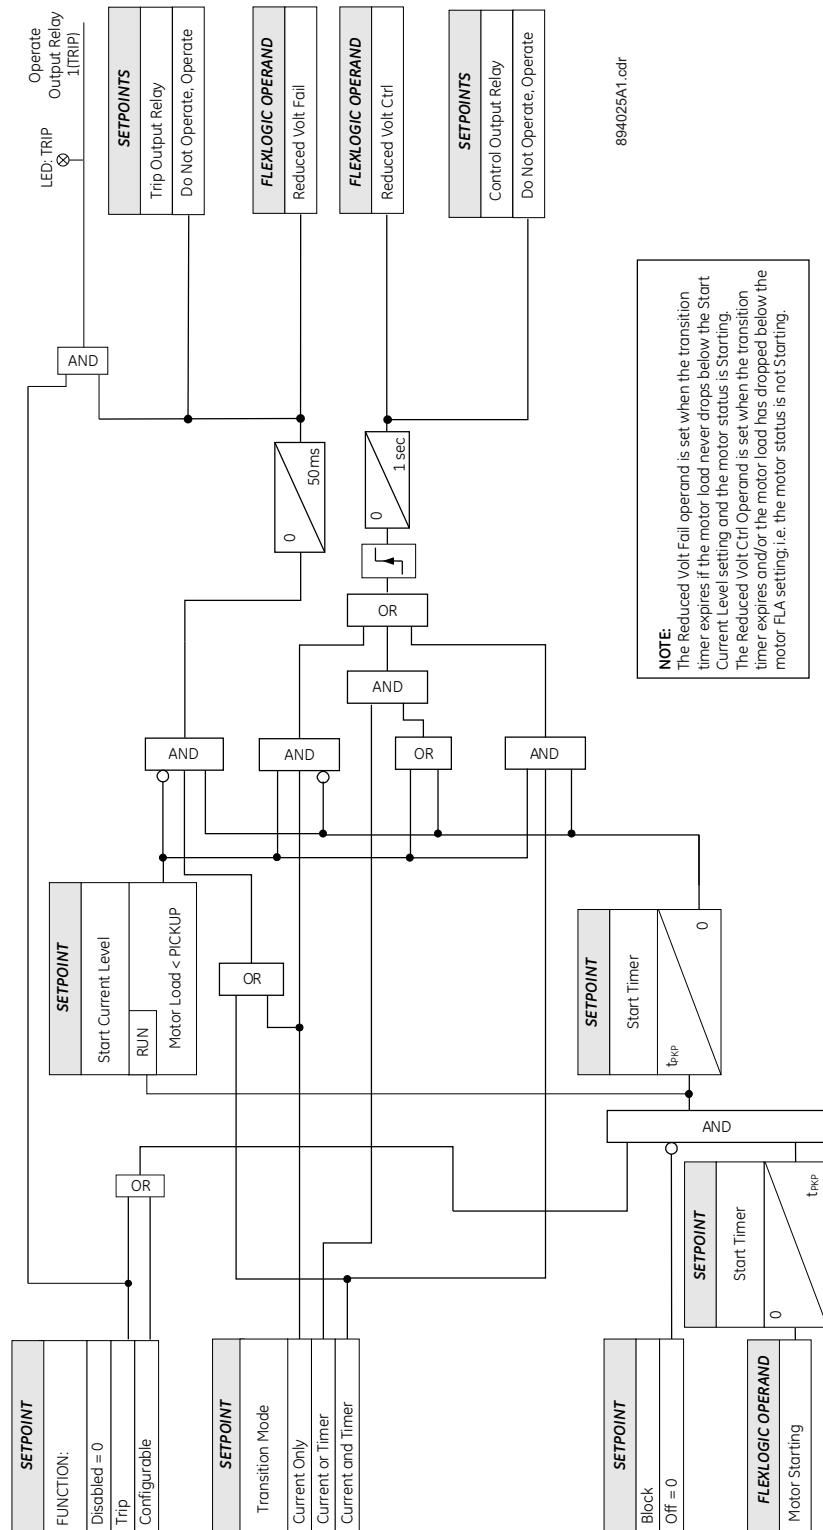 Operate
Output Relay
1(TRIP)
LED: TRIP
SETPOINTS
Trip Output Relay
Do Not Operate, Operate
FLEXLOGIC OPERAND
Reduced Volt Fail
FLEXLOGIC OPERAND
Reduced Volt Ctrl
SETPOINTS
Control Output Relay
Do Not Operate, Operate
894025A1.cdr
AND
0
50ms
0
1 sec
OR
AND
AND
AND
OR
AND
NOTE:
The Reduced Volt Fail operand is set when the transition
timer expires if the motor load never drops below the Start
Current Level setting and the motor status is Starting.
The Reduced Volt Ctrl Operand is set when the transition
timer expires and/or the motor load has dropped below the
motor FLA setting; i.e. the motor status is not Starting.
SETPOINT
Start Current Level
RUN
Motor Load < PICKUP
OR
SETPOINT
Start Timer
tPKP
0
OR
AND
SETPOINT
Start Timer
0
tPKP
SETPOINT
FUNCTION:
Disabled = 0
Trip
Configurable
SETPOINT
Transition Mode
Current Only
Current or Timer
Current and Timer
SETPOINT
Block
Off = 0
FLEXLOGIC OPERAND
Motor Starting